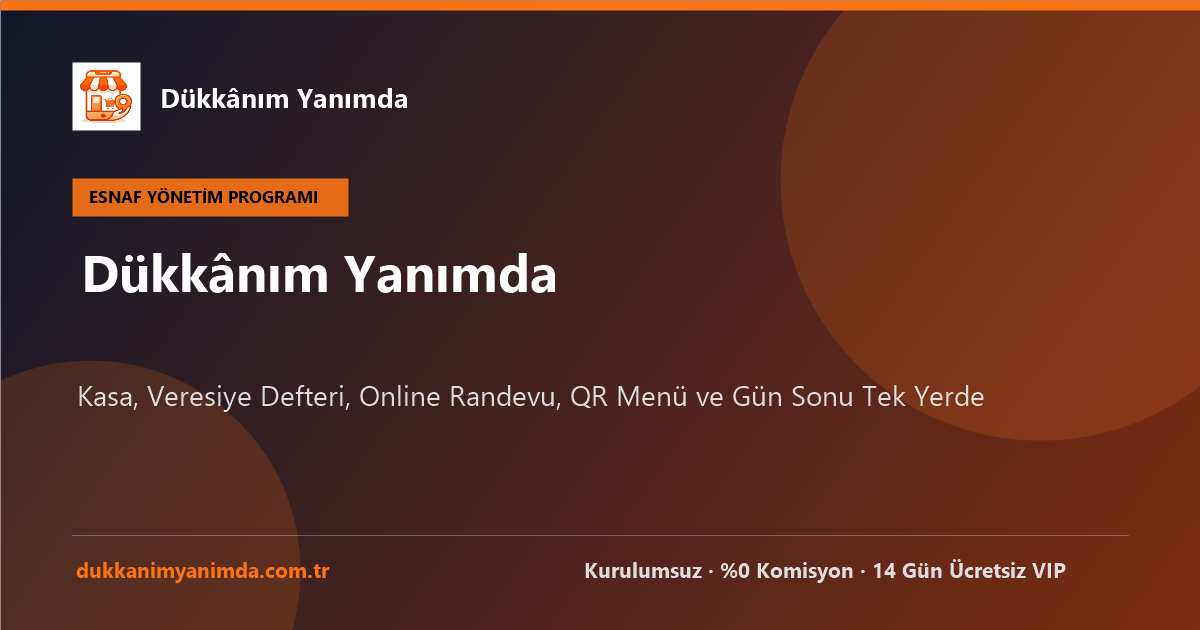 Dükkânım Yanımda
ESNAF YÖNETİM PROGRAMI
Dükkânım Yanımda
Kasa, Veresiye Defteri, Online Randevu, QR Menü ve Gün Sonu Tek Yerde
dukkanimyanimda.com.tr
Kurulumsuz · %0 Komisyon · 14 Gün Ücretsiz VIP